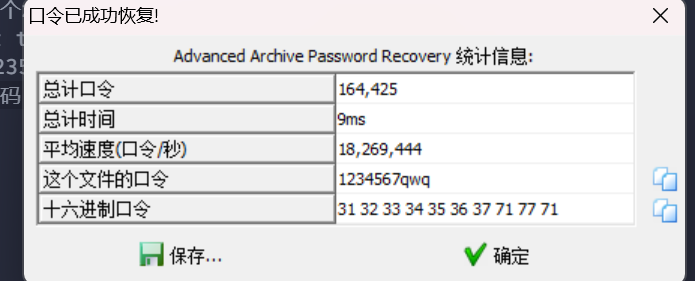 口令已成功恢复!
Advanced Archive Password Recovery 统计信息:
总计口令 164,425
总计时间 9ms
平均速度(口令/秒) 18,269,444
这个文件的口令 1234567qwq
十六进制口令 31 32 33 34 35 36 37 71 77 71
保存... 确定
个
t
235
码